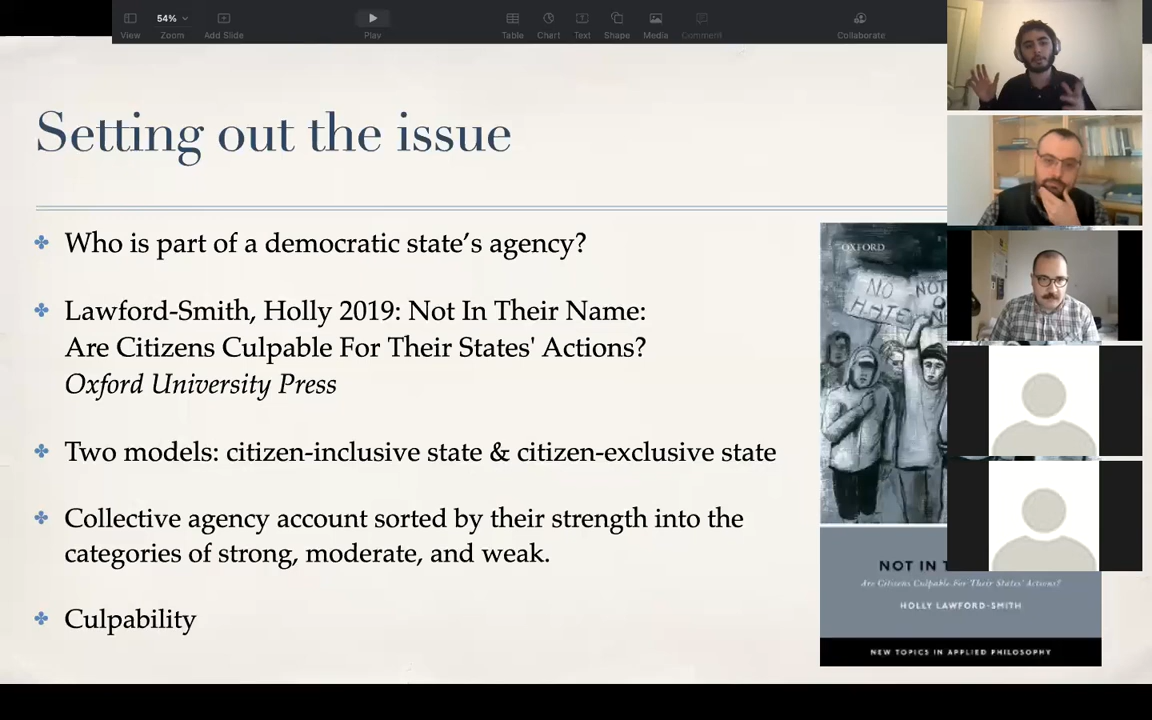 54%
View
Zoom
Add Slide
Play
Table
Chart
Text
Shape
Media
Comment
Collaborate
Setting out the issue
Who is part of a democratic state's agency?
Lawford-Smith, Holly 2019: Not In Their Name:
Are Citizens Culpable For Their States' Actions?
Oxford University Press
Two models: citizen-inclusive state & citizen-exclusive state
Collective agency account sorted by their strength into the
categories of strong, moderate, and weak.
Culpability
OXFORD
NO NOT
HATE
NOT IN
Are Citizens Culpable For Their States' Actions?
HOLLY LAWFORD-SMITH
NEW TOPICS IN APPLIED PHILOSOPHY